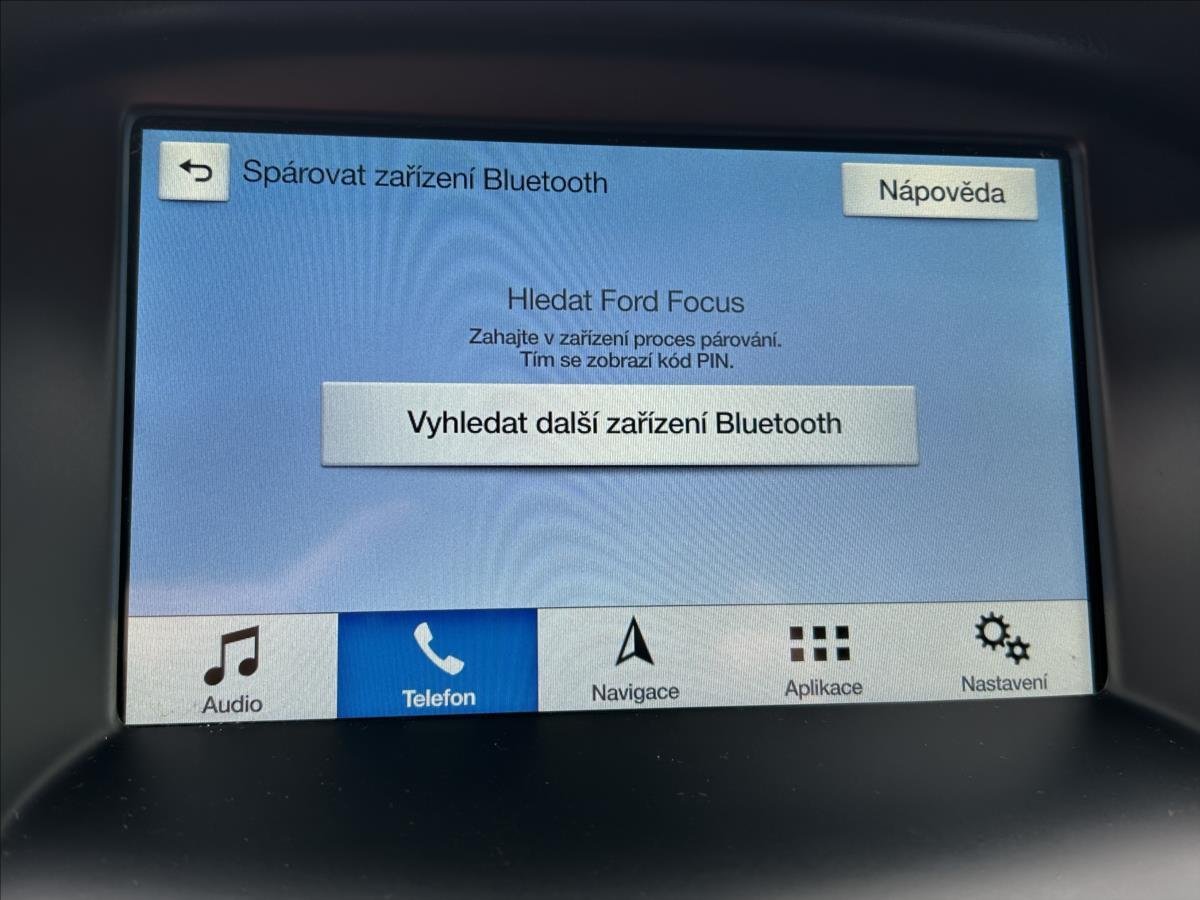 Spárovat zařízení Bluetooth
Nápověda
Hledat Ford Focus
Zahajte v zařízení proces párování.
Tím se zobrazí kód PIN.
Vyhledat další zařízení Bluetooth
Audio
Telefon
Navigace
Aplikace
Nastavení